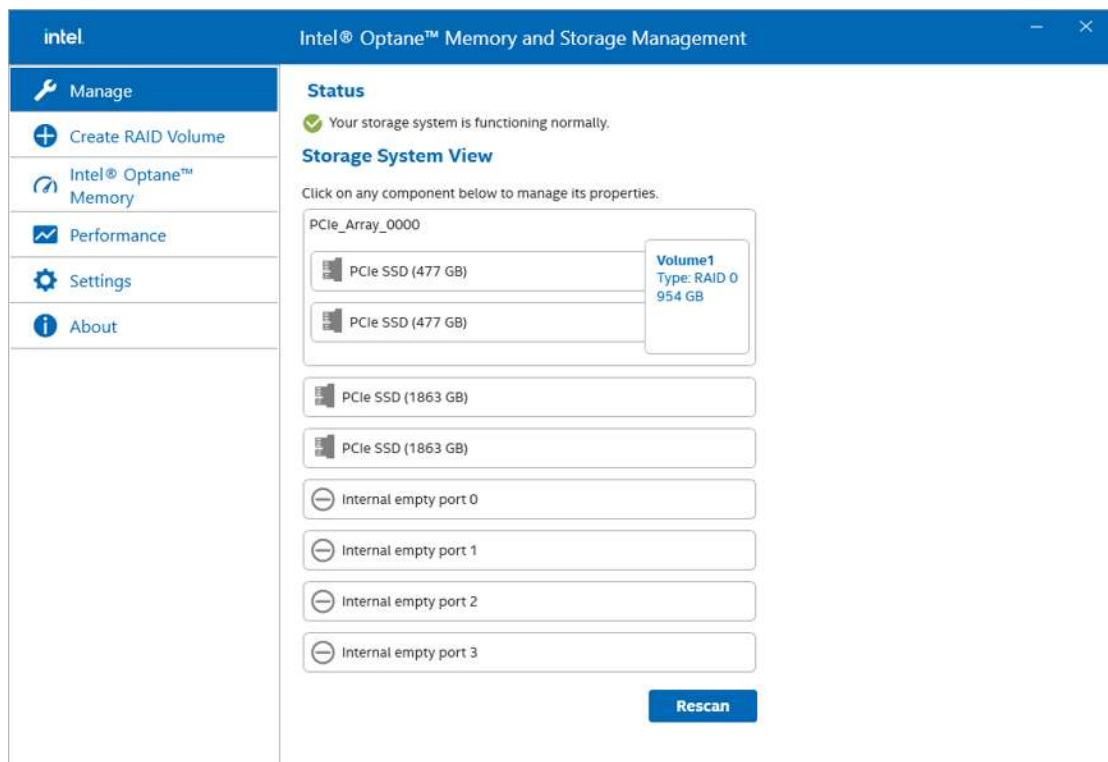 intel.
Intel® Optane™ Memory and Storage Management
Manage
Create RAID Volume
Intel® Optane™
Memory
Performance
Settings
About
Status
Your storage system is functioning normally.
Storage System View
Click on any component below to manage its properties.
PCIe_Array_0000
PCIe SSD (477 GB)
PCIe SSD (477 GB)
Volume1
Type: RAID 0
954 GB
PCIe SSD (1863 GB)
PCIe SSD (1863 GB)
Internal empty port 0
Internal empty port 1
Internal empty port 2
Internal empty port 3
Rescan